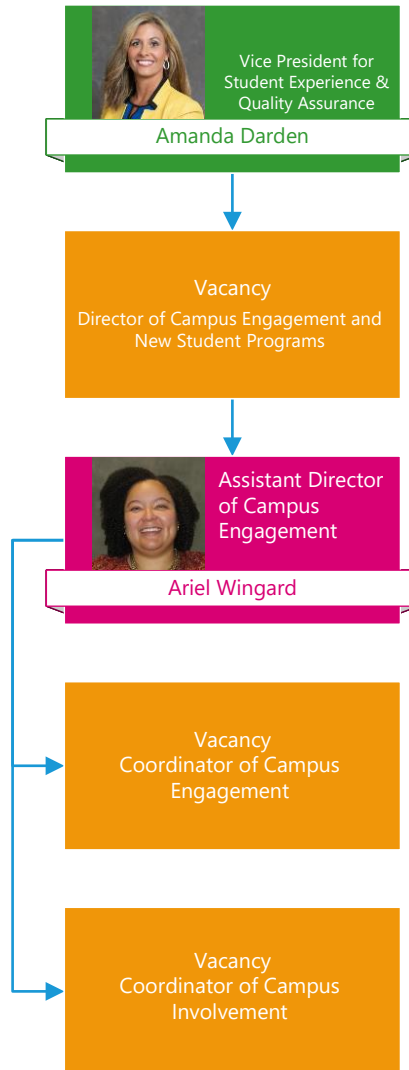 Vice President for
Student Experience &
Quality Assurance
Amanda Darden
Vacancy
Director of Campus Engagement and
New Student Programs
Assistant Director
of Campus
Engagement
Ariel Wingard
Vacancy
Coordinator of Campus
Engagement
Vacancy
Coordinator of Campus
Involvement